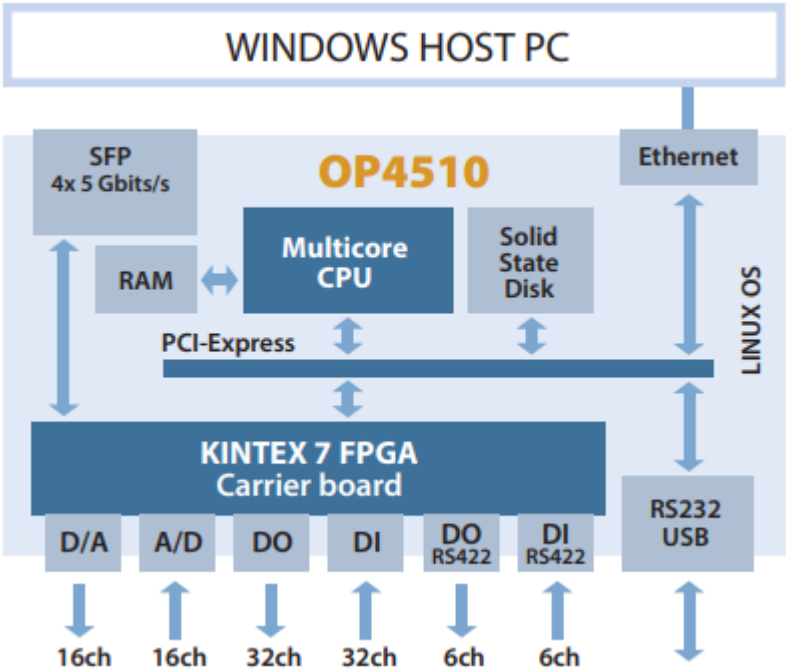 WINDOWS HOST PC
SFP
4x 5 Gbits/s
OP4510
Ethernet
Multicore
CPU
Solid
State
Disk
RAM
LINUX OS
PCI-Express
KINTEX 7 FPGA
Carrier board
RS232
USB
D/A
A/D
DO
DI
DO
RS422
DI
RS422
16ch
16ch
32ch
32ch
6ch
6ch